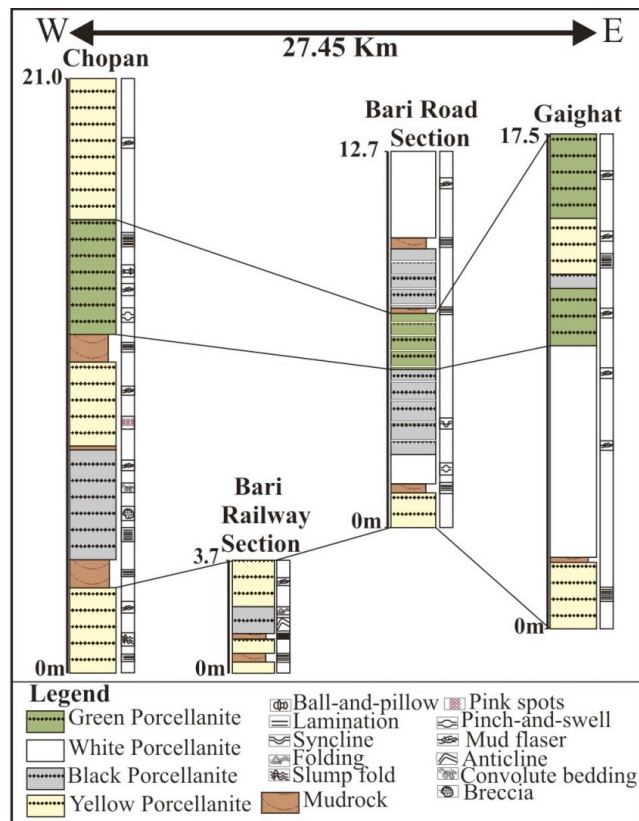 W E
27.45 Km
Chopan
21.0
0m
Bari
Railway
Section
3.7
0m
Bari Road
Section
12.7
0m
Gaighat
17.5
0m
Legend
Green Porcellanite
White Porcellanite
Black Porcellanite
Yellow Porcellanite
Ball-and-pillow
Lamination
Syncline
Folding
Slump fold
Mudrock
Pink spots
Pinch-and-swell
Mud flaser
Anticline
Convolute bedding
Breccia